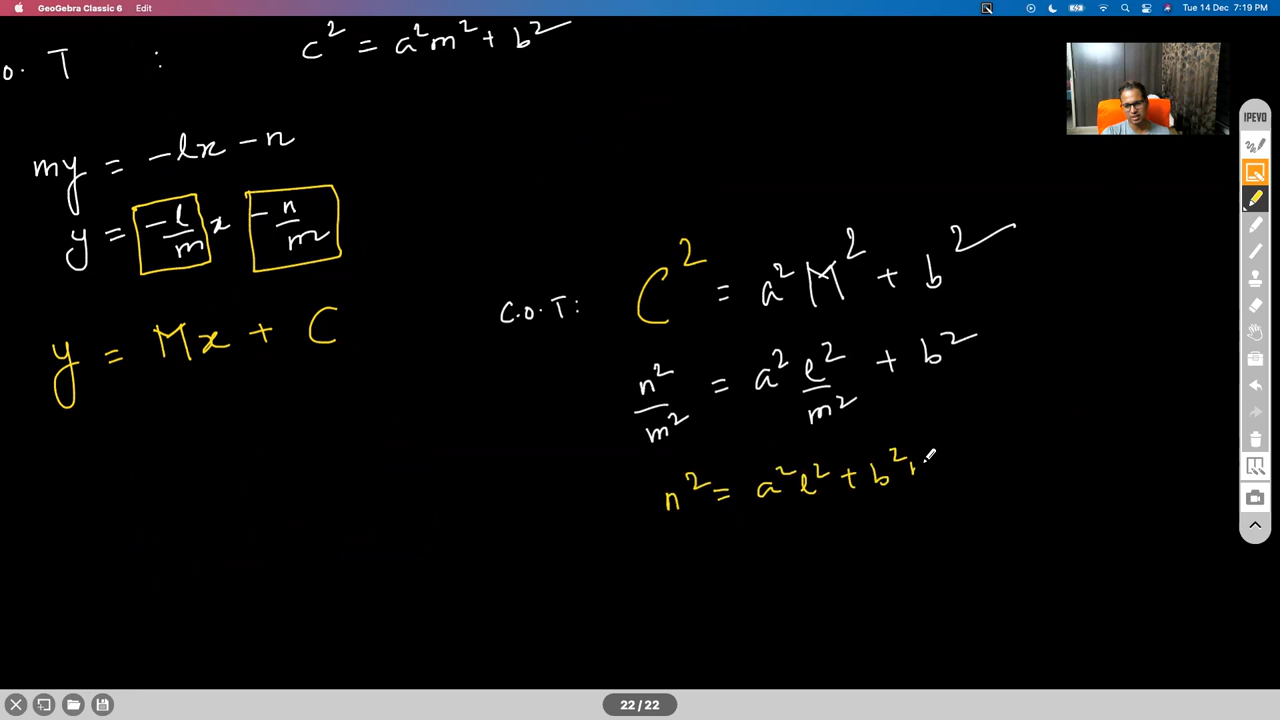 GeoGebra Classic 6 Edit Tue 14 Dec 7:19 PM
o. T : c² = a²m² + b²
IPEVO
my = -lx - n
y = -l/m x - n/m
y = Mx + C
C.O.T: C² = a²M² + b²
n²/m² = a² l²/m² + b²
n² = a²l² + b²
22/22